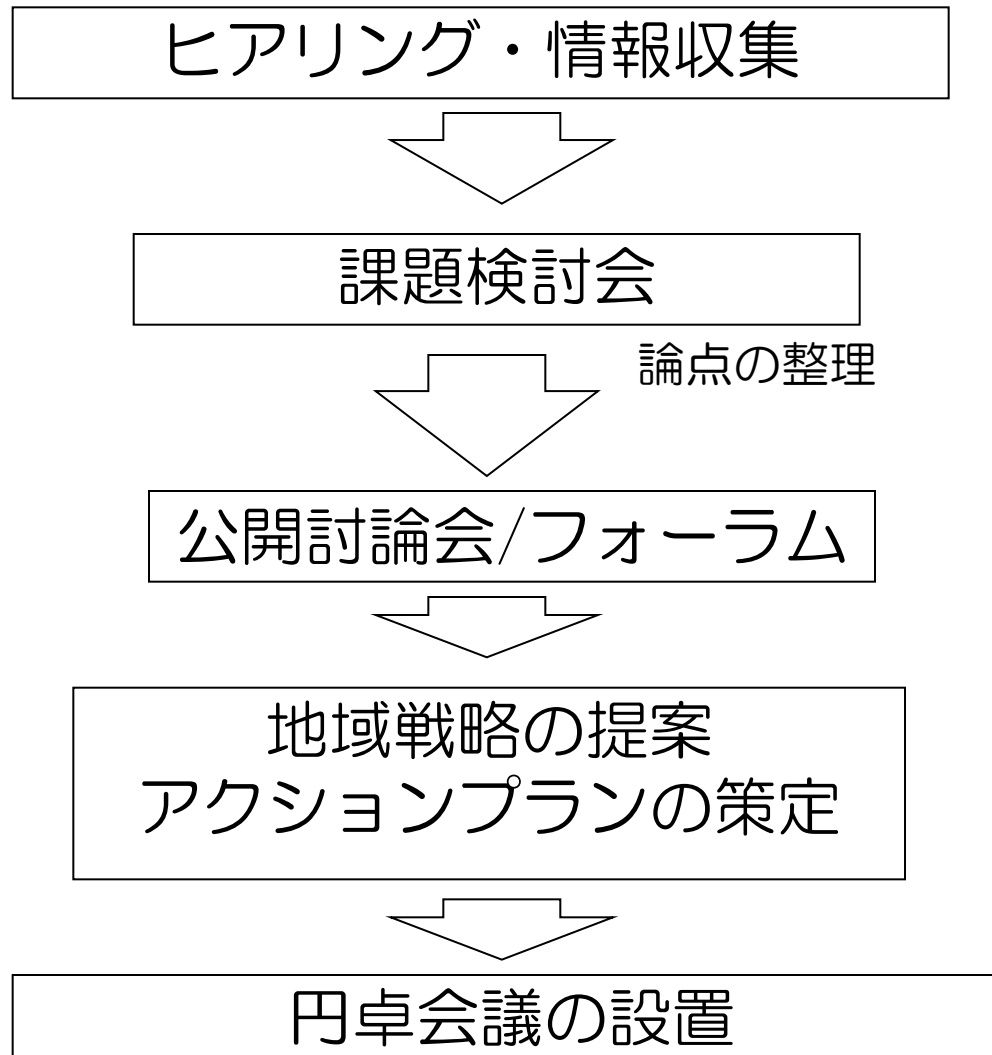 ヒアリング・情報収集
課題検討会
論点の整理
公開討論会/フォーラム
地域戦略の提案
アクションプランの策定
円卓会議の設置